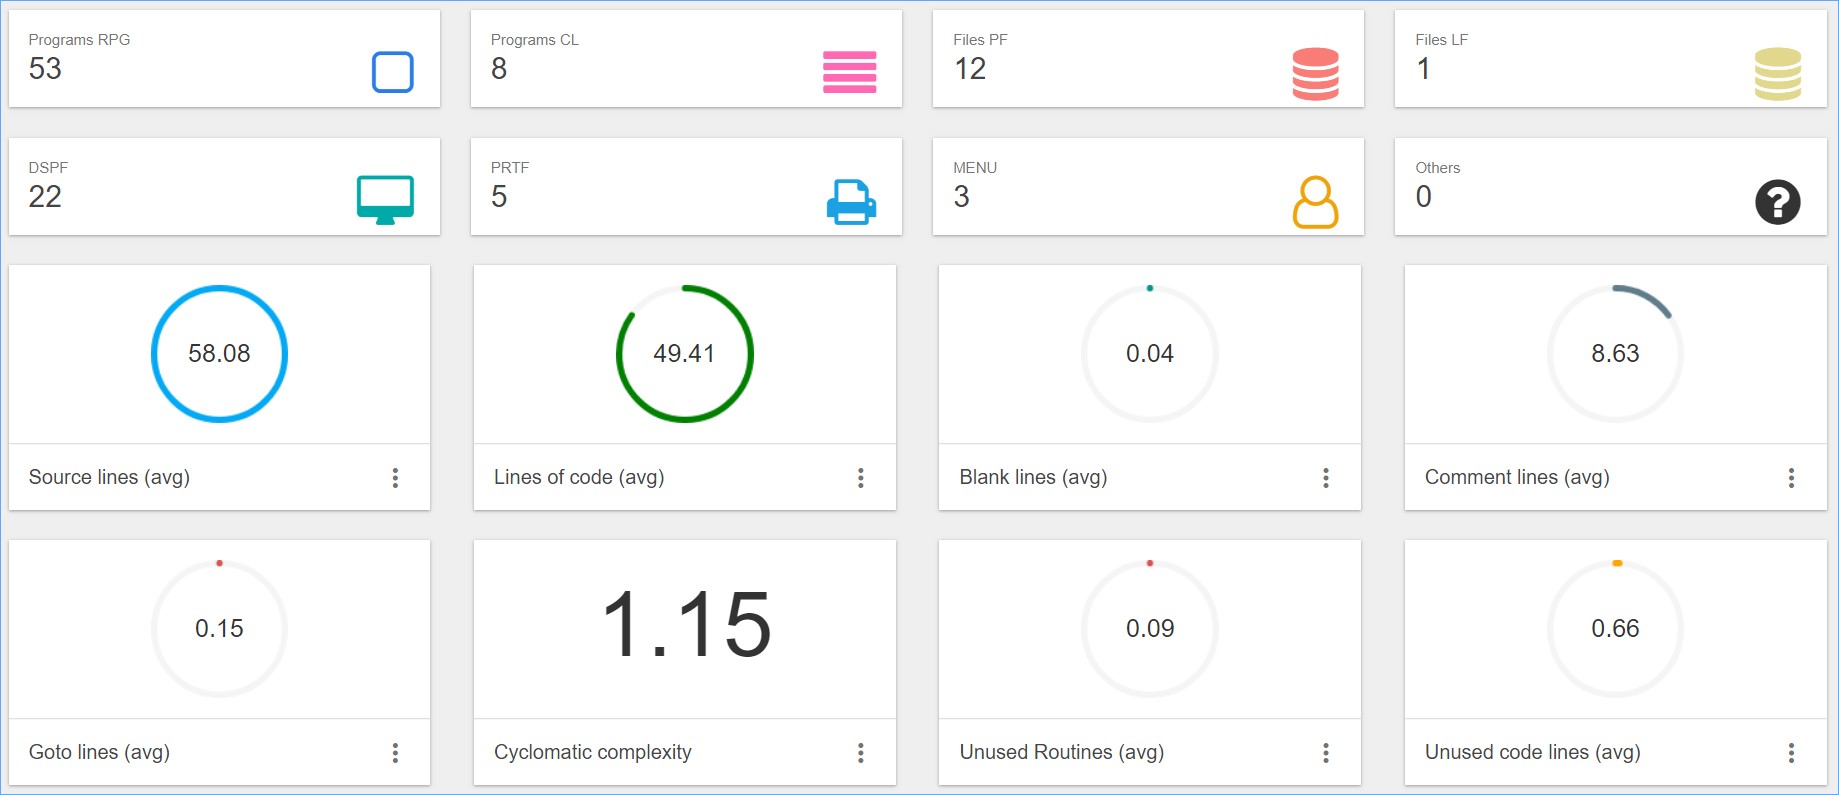 Programs RPG
53
Programs CL
8
Files PF
12
Files LF
1
DSPF
22
PRTF
5
MENU
3
Others
0
?
58.08
Source lines (avg)
49.41
Lines of code (avg)
0.04
Blank lines (avg)
8.63
Comment lines (avg)
0.15
Goto lines (avg)
1.15
Cyclomatic complexity
0.09
Unused Routines (avg)
0.66
Unused code lines (avg)